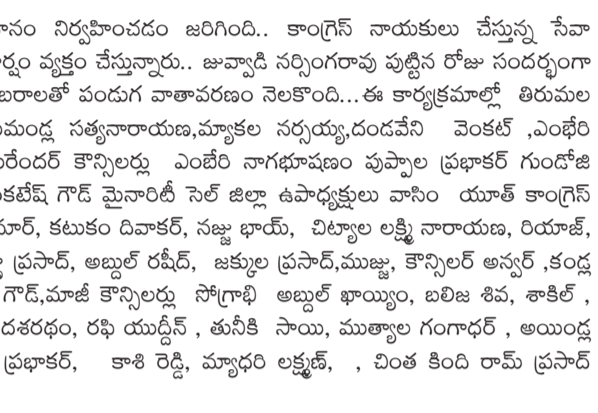 ానం నిర్వహించడం జరిగింది.. కాంగ్రెస్ నాయకులు చేస్తున్న సేవా
ర్షం వ్యక్తం చేస్తున్నారు.. జువ్వాడి నర్సింగరావు పుట్టిన రోజు సందర్భంగా
బరాలతో పండుగ వాతావరణం నెలకొంది...ఈ కార్యక్రమాల్లో తిరుమల
మండ్ల సత్యనారాయణ,మ్యాకల నర్సయ్య,దండవేని వెంకట్ ,ఎంభేరి
రేందర్ కౌన్సిలర్లు ఎంబేరి నాగభూషణం పుప్పాల ప్రభాకర్ గుండోజి
కటేష్ గౌడ్ మైనారిటీ సెల్ జిల్లా ఉపాధ్యక్షులు వాసిం యూత్ కాంగ్రెస్
మార్, కటుకం దివాకర్, నజ్జు భాయ్, చిట్యాల లక్ష్మి నారాయణ, రియాజ్,
ప్రసాద్, అబ్దుల్ రషీద్, జక్కుల ప్రసాద్,ముజ్జు, కౌన్సిలర్ అన్వర్ ,కండ్ల
గౌడ్,మాజీ కౌన్సిలర్లు సోగ్రాభి అబ్దుల్ ఖాయ్యిం, బలిజ శివ, శాకిల్ ,
దశరథం, రఫి యుద్దీన్ , తునీకి సాయి, ముత్యాల గంగాధర్ , అయిండ్ల
ప్రభాకర్, కాశి రెడ్డి, మ్యాధరి లక్ష్మణ్, , చింత కింది రామ్ ప్రసాద్